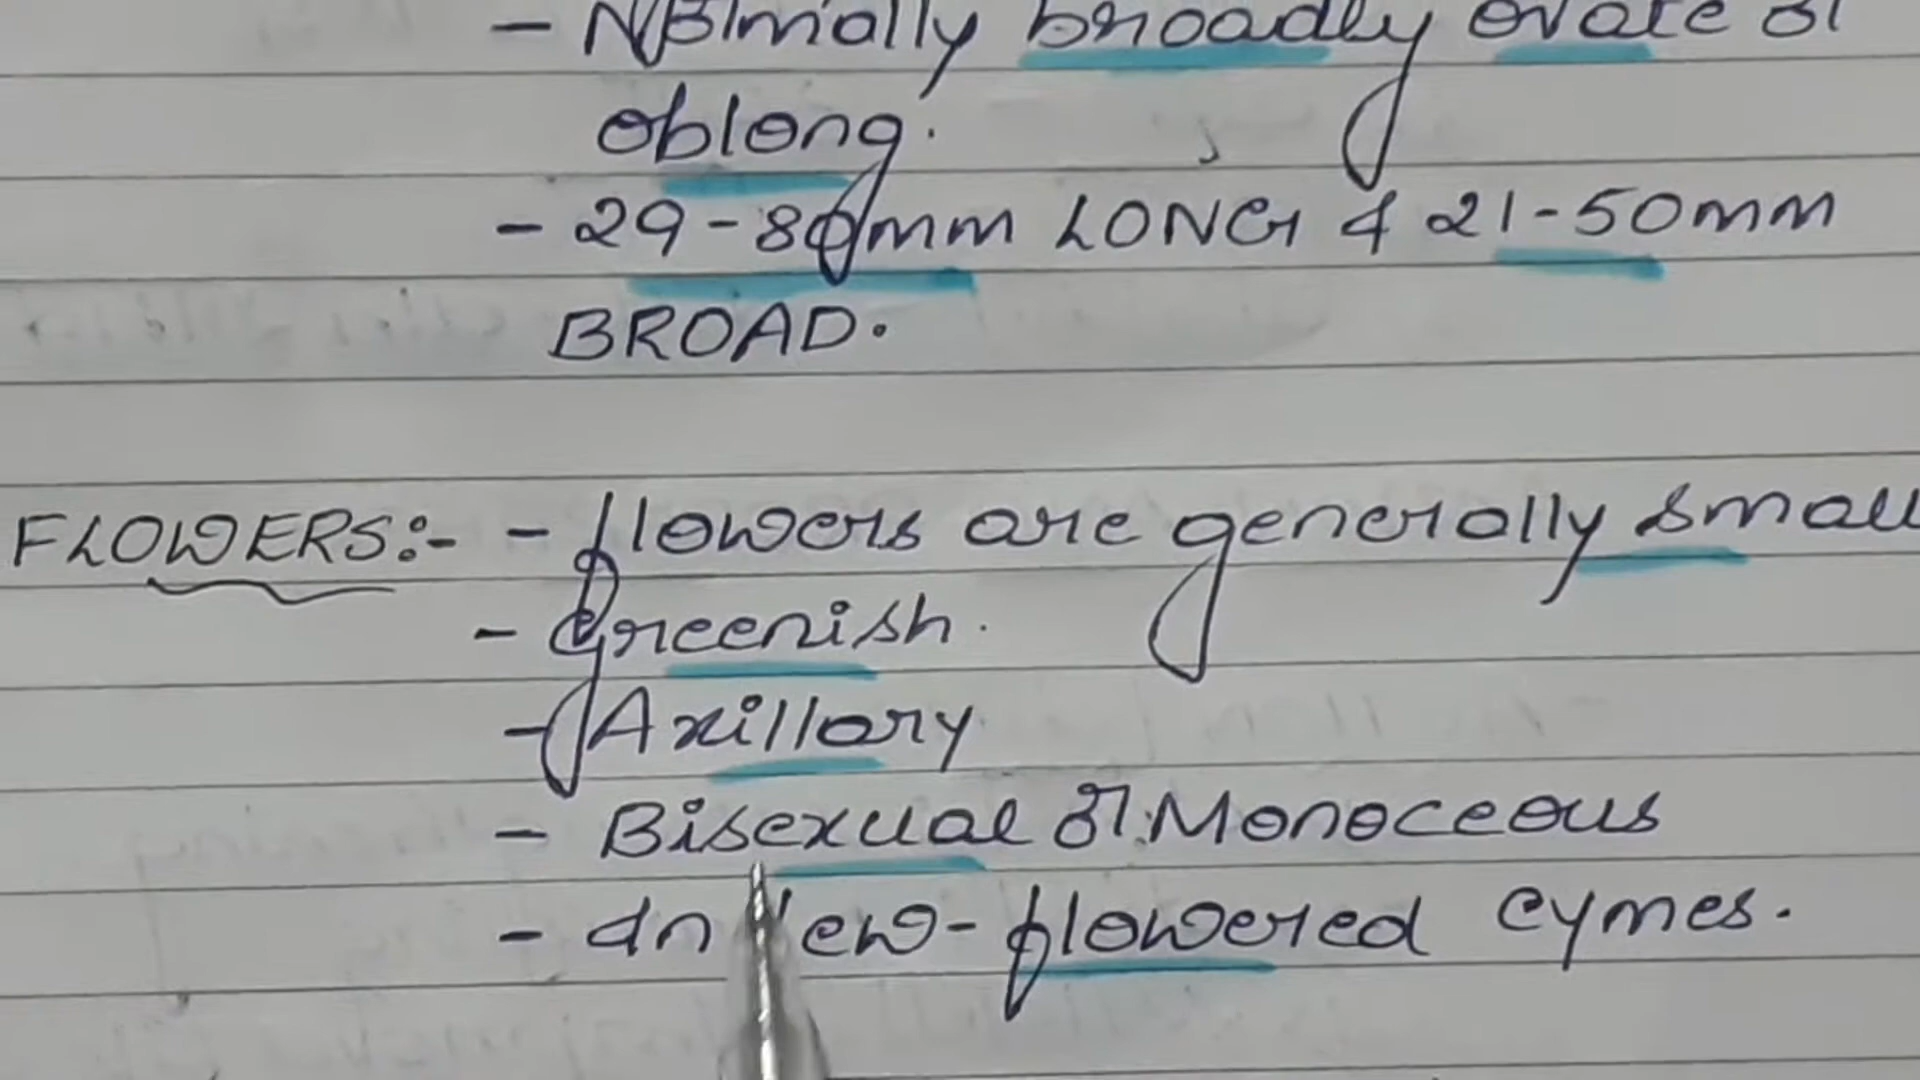 - Normally broadly ovate or
oblong.
- 29-80mm LONG & 21-50mm
BROAD.
FLOWERS:- - flowers are generally small
- Greenish.
- Axillary
- Bisexual or Monoceous
- In few-flowered cymes.